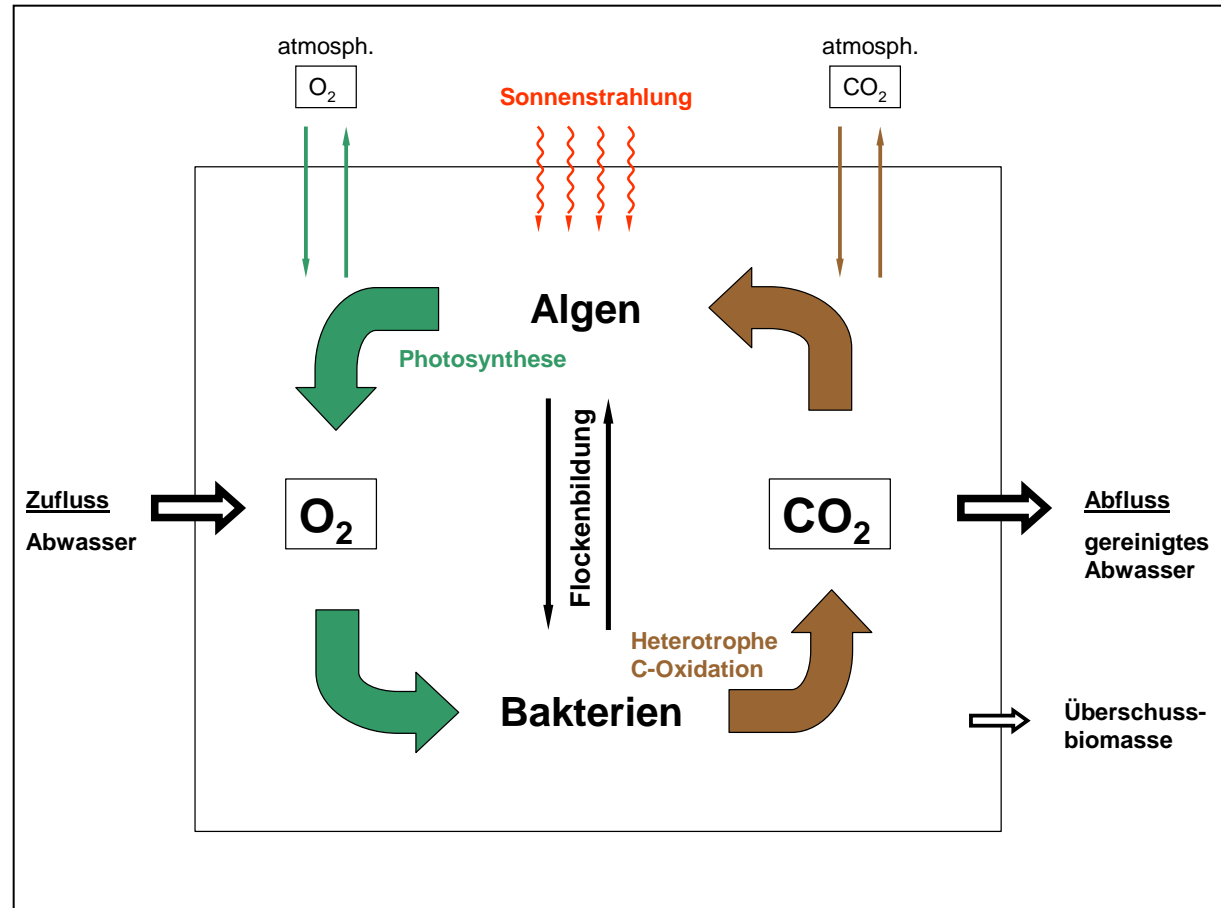 atmosph.
O₂
atmosph.
CO₂
Sonnenstrahlung
Algen
Photosynthese
Zufluss
Abwasser
O₂
Flockenbildung
CO₂
Abfluss
gereinigtes
Abwasser
Heterotrophe
C-Oxidation
Bakterien
Überschuss-
biomasse